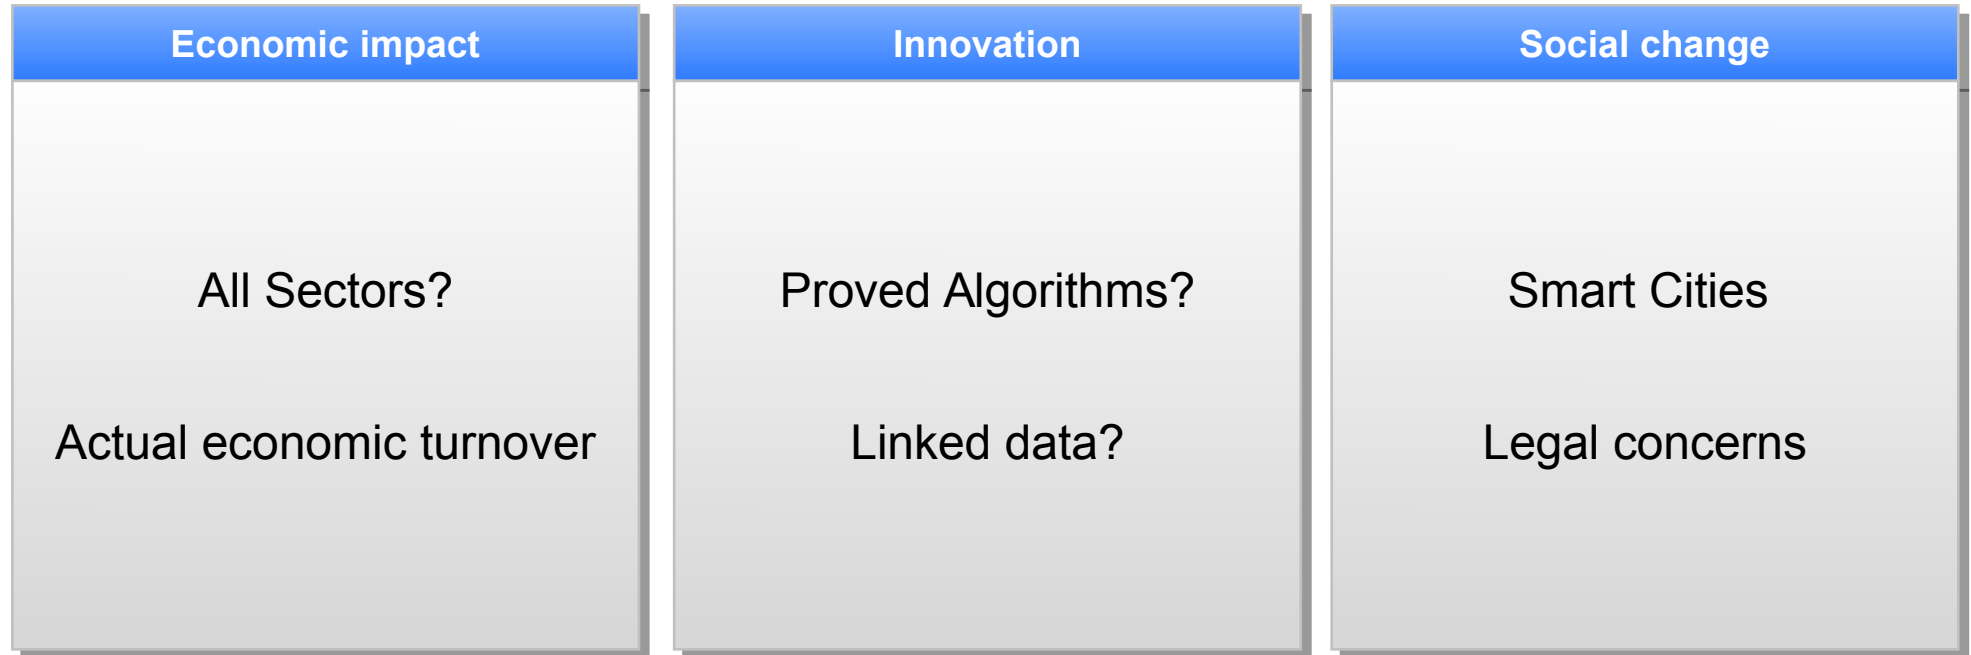 Economic impact
All Sectors?
Actual economic turnover
Innovation
Proved Algorithms?
Linked data?
Social change
Smart Cities
Legal concerns